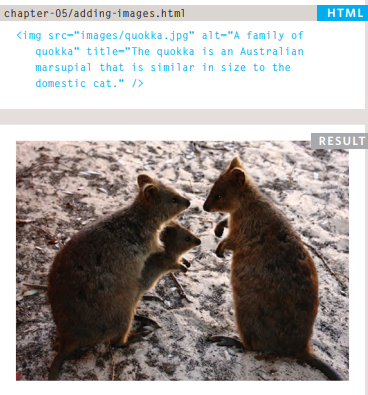 chapter-05/adding-images.html
HTML
<img src="images/quokka.jpg" alt="A family of
quokka" title="The quokka is an Australian
marsupial that is similar in size to the
domestic cat." />
RESULT